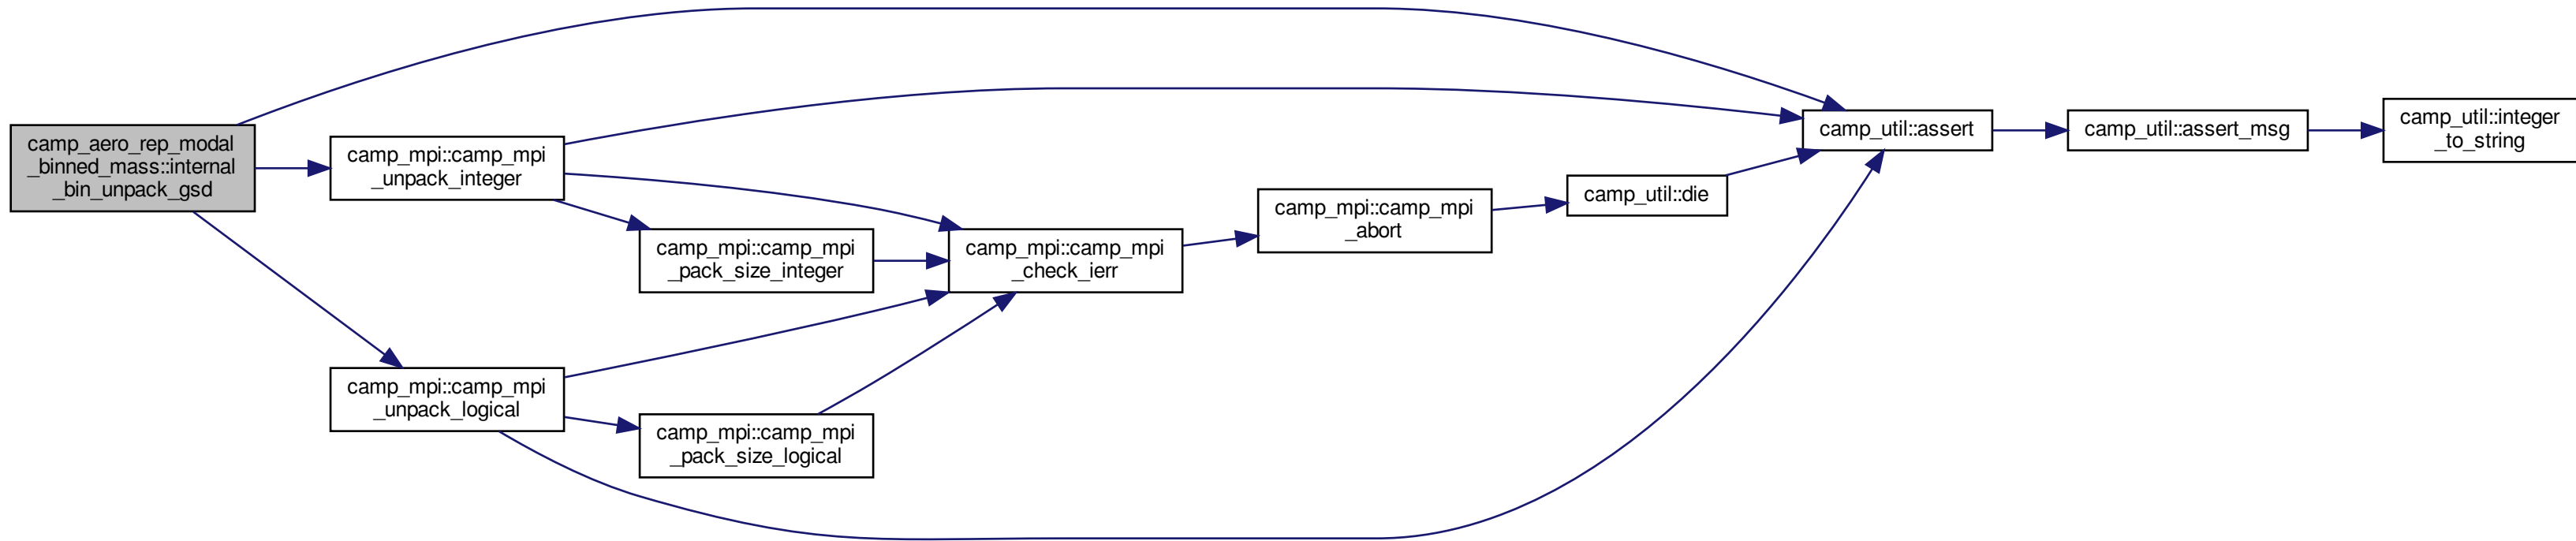 camp_aero_rep_modal
_binned_mass::internal
_bin_unpack_gsd
camp_mpi::camp_mpi
_unpack_integer
camp_mpi::camp_mpi
_pack_size_integer
camp_mpi::camp_mpi
_check_ierr
camp_mpi::camp_mpi
_abort
camp_util::die
camp_util::assert
camp_util::assert_msg
camp_util::integer
_to_string
camp_mpi::camp_mpi
_unpack_logical
camp_mpi::camp_mpi
_pack_size_logical